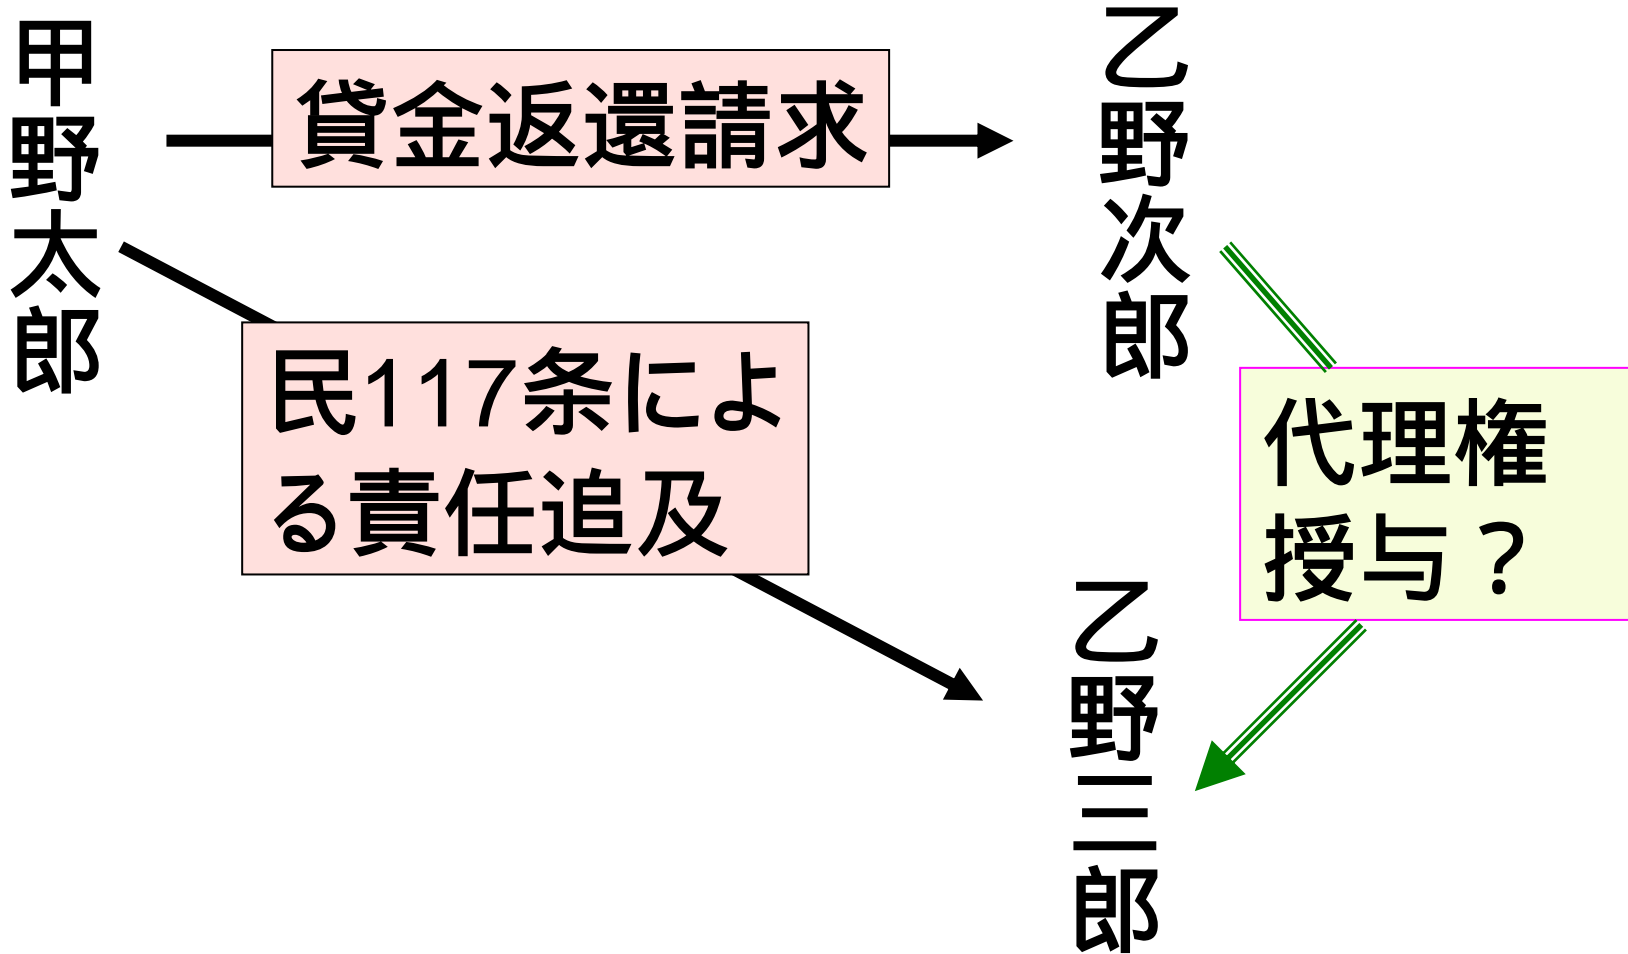 甲野太郎
貸金返還請求
乙野次郎
民117条によ
る責任追及
代理権
授与？
乙野三郎